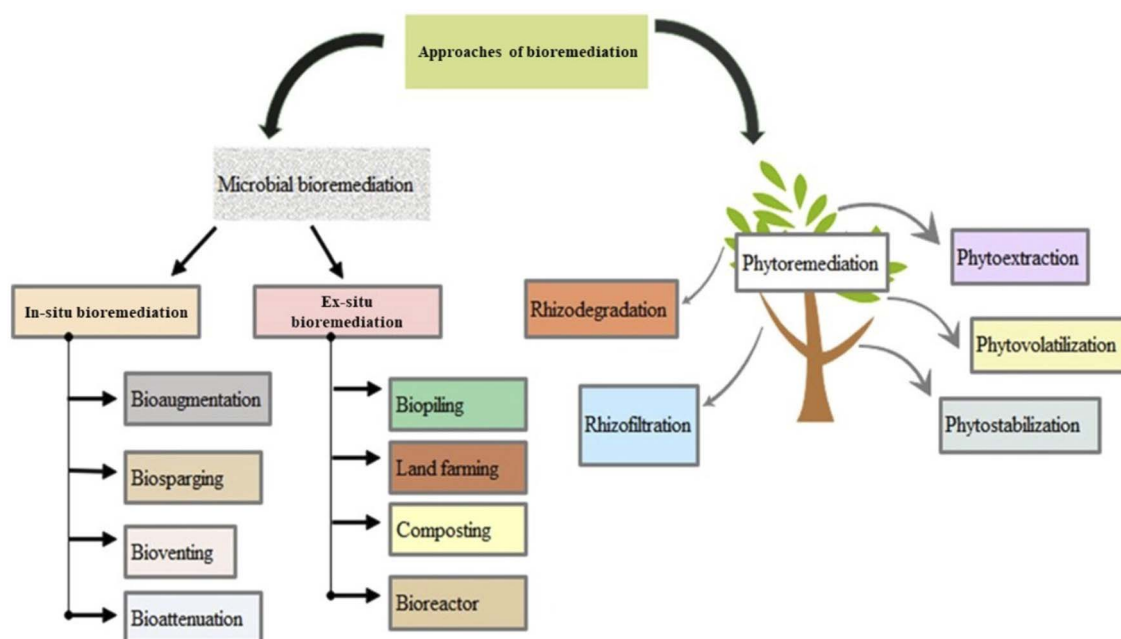 Approaches of bioremediation
Microbial bioremediation
In-situ bioremediation
Ex-situ
bioremediation
Bioaugmentation
Biosparging
Bioventing
Bioattenuation
Biopiling
Land farming
Composting
Bioreactor
Phytoremediation
Rhizodegradation
Rhizofiltration
Phytoextraction
Phytovolatilization
Phytostabilization